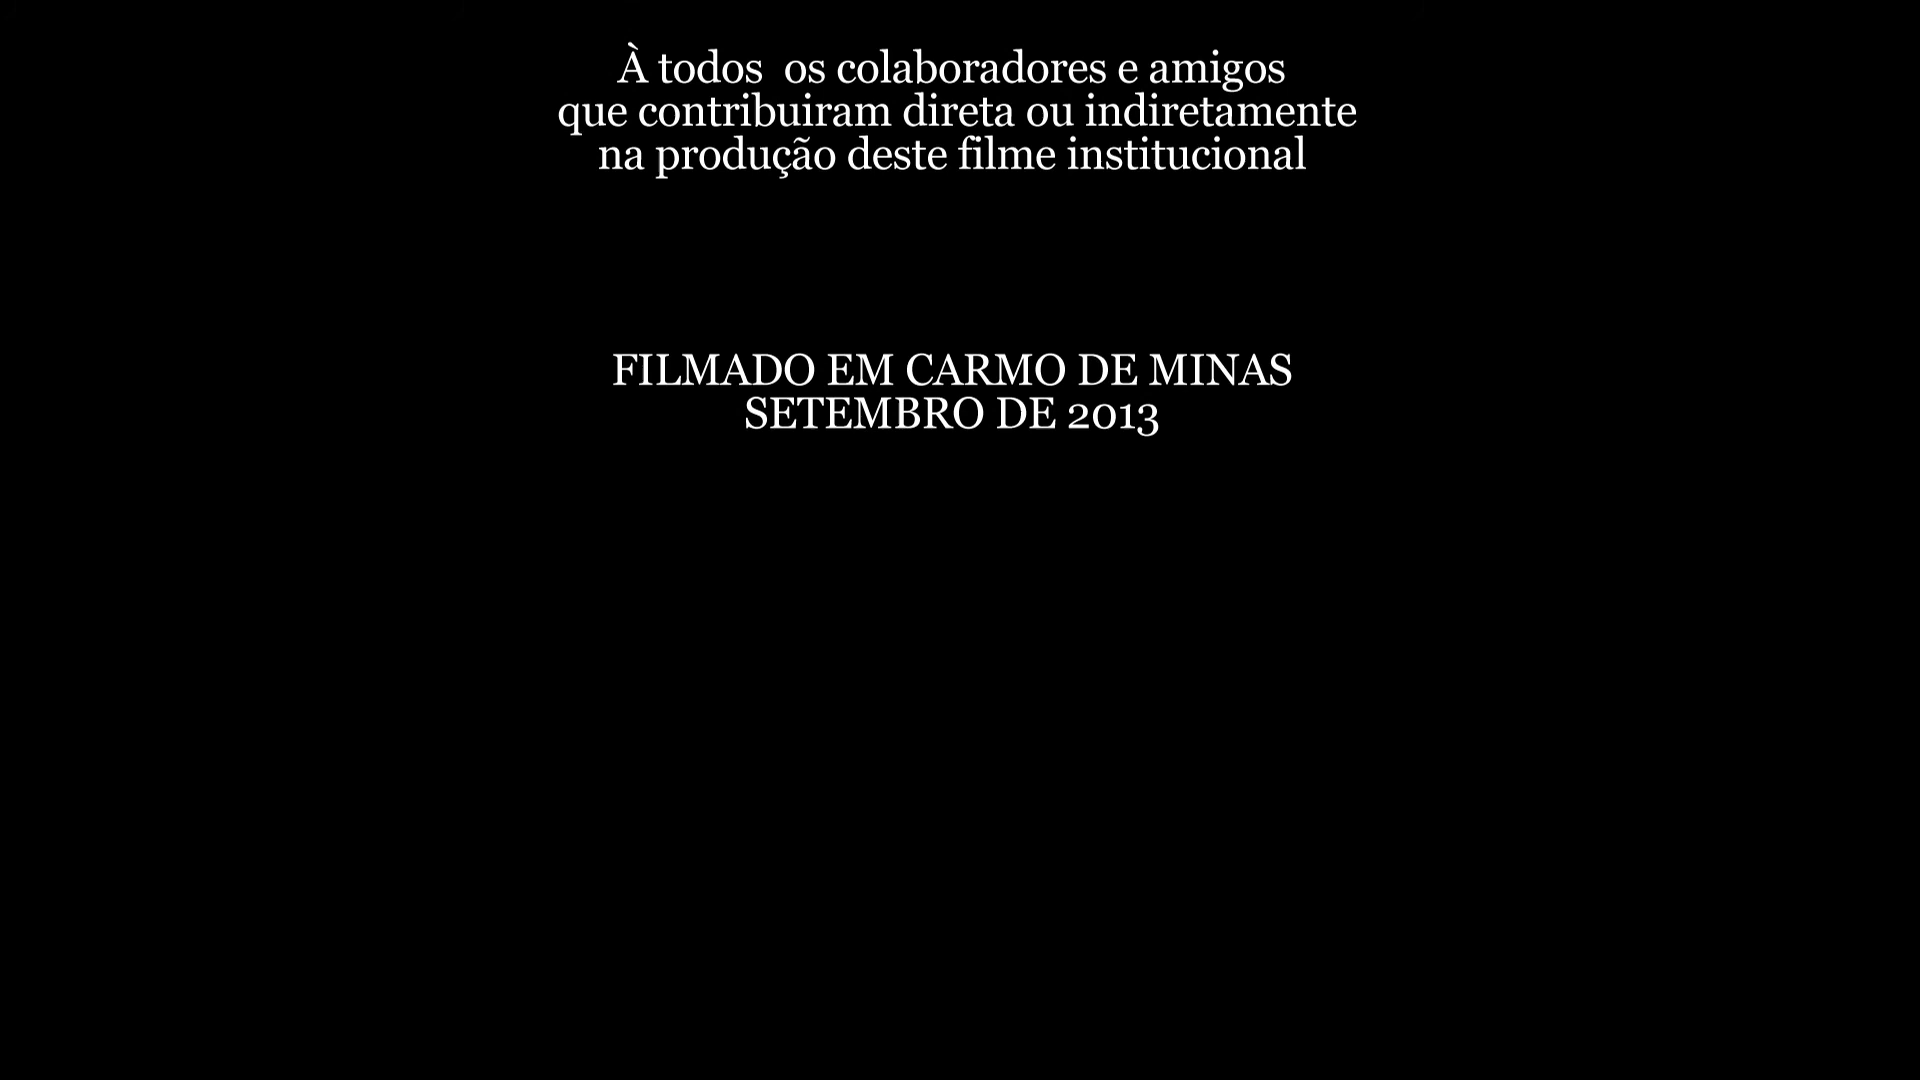 À todos  os colaboradores e amigos
que contribuiram direta ou indiretamente
na produção deste filme institucional
FILMADO EM CARMO DE MINAS
SETEMBRO DE 2013